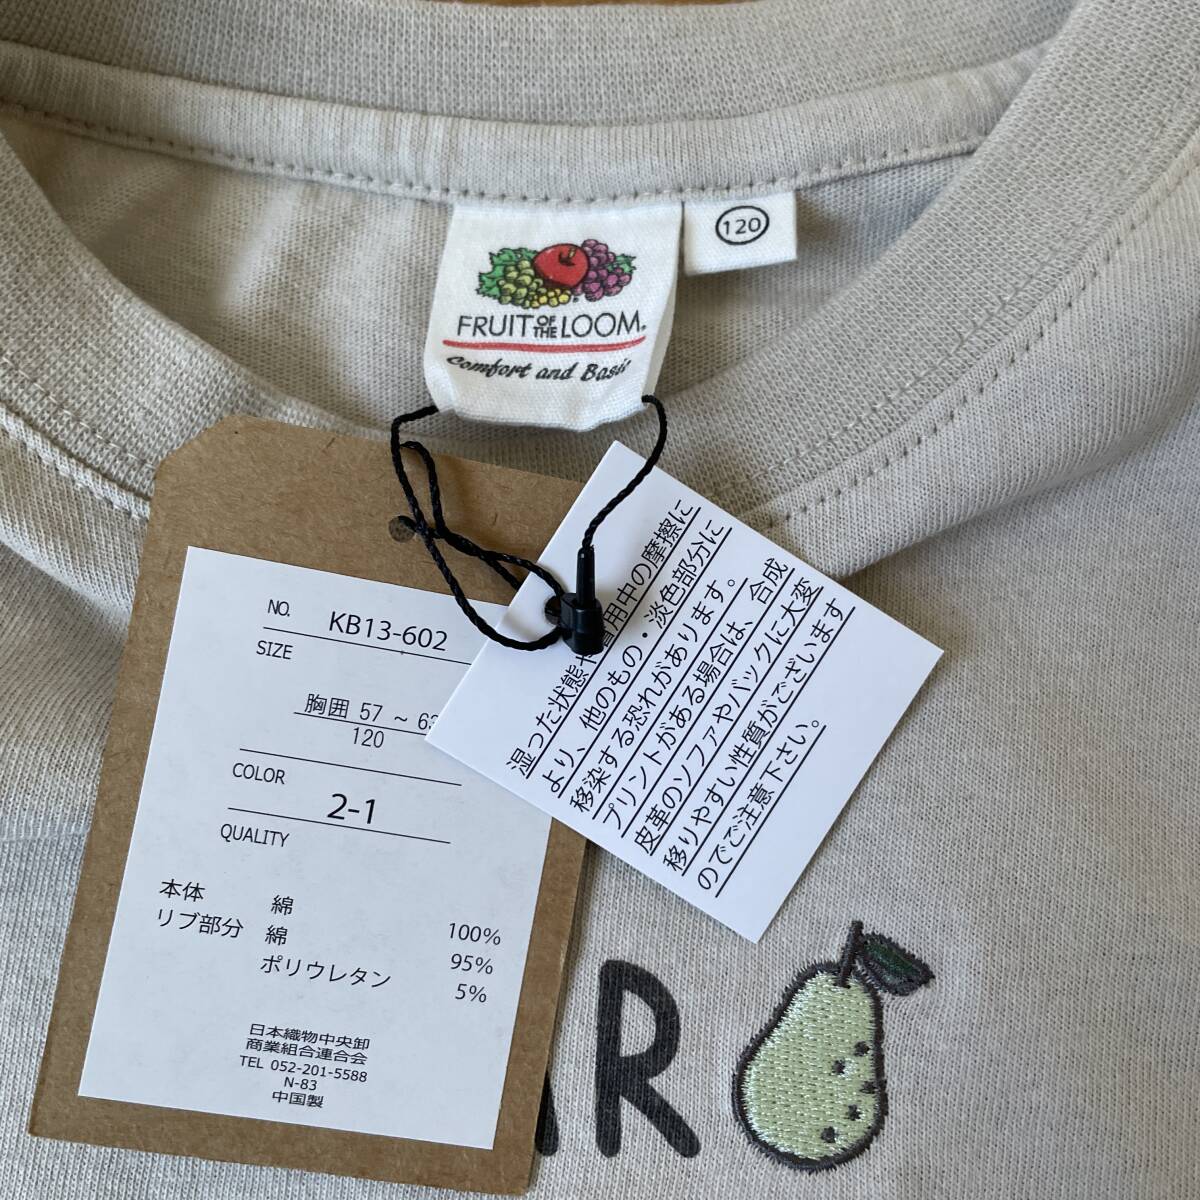 120
FRUIT OF THE LOOM®
Comfort and Basic
NO. KB13-602
SIZE
胸囲 57 ~ 63
120
COLOR
2-1
QUALITY
本体 綿 100%
リブ部分 綿 95%
ポリウレタン 5%
日本織物中央卸
商業組合連合会
TEL 052-201-5588
N-83
中国製
湿った状態や着用中の摩擦に
より、他のもの・淡色部分に
移染する恐れがあります。
プリントがある場合は、合成
皮革のソファやバックに大変
移りやすい性質がございます
のでご注意下さい。
R